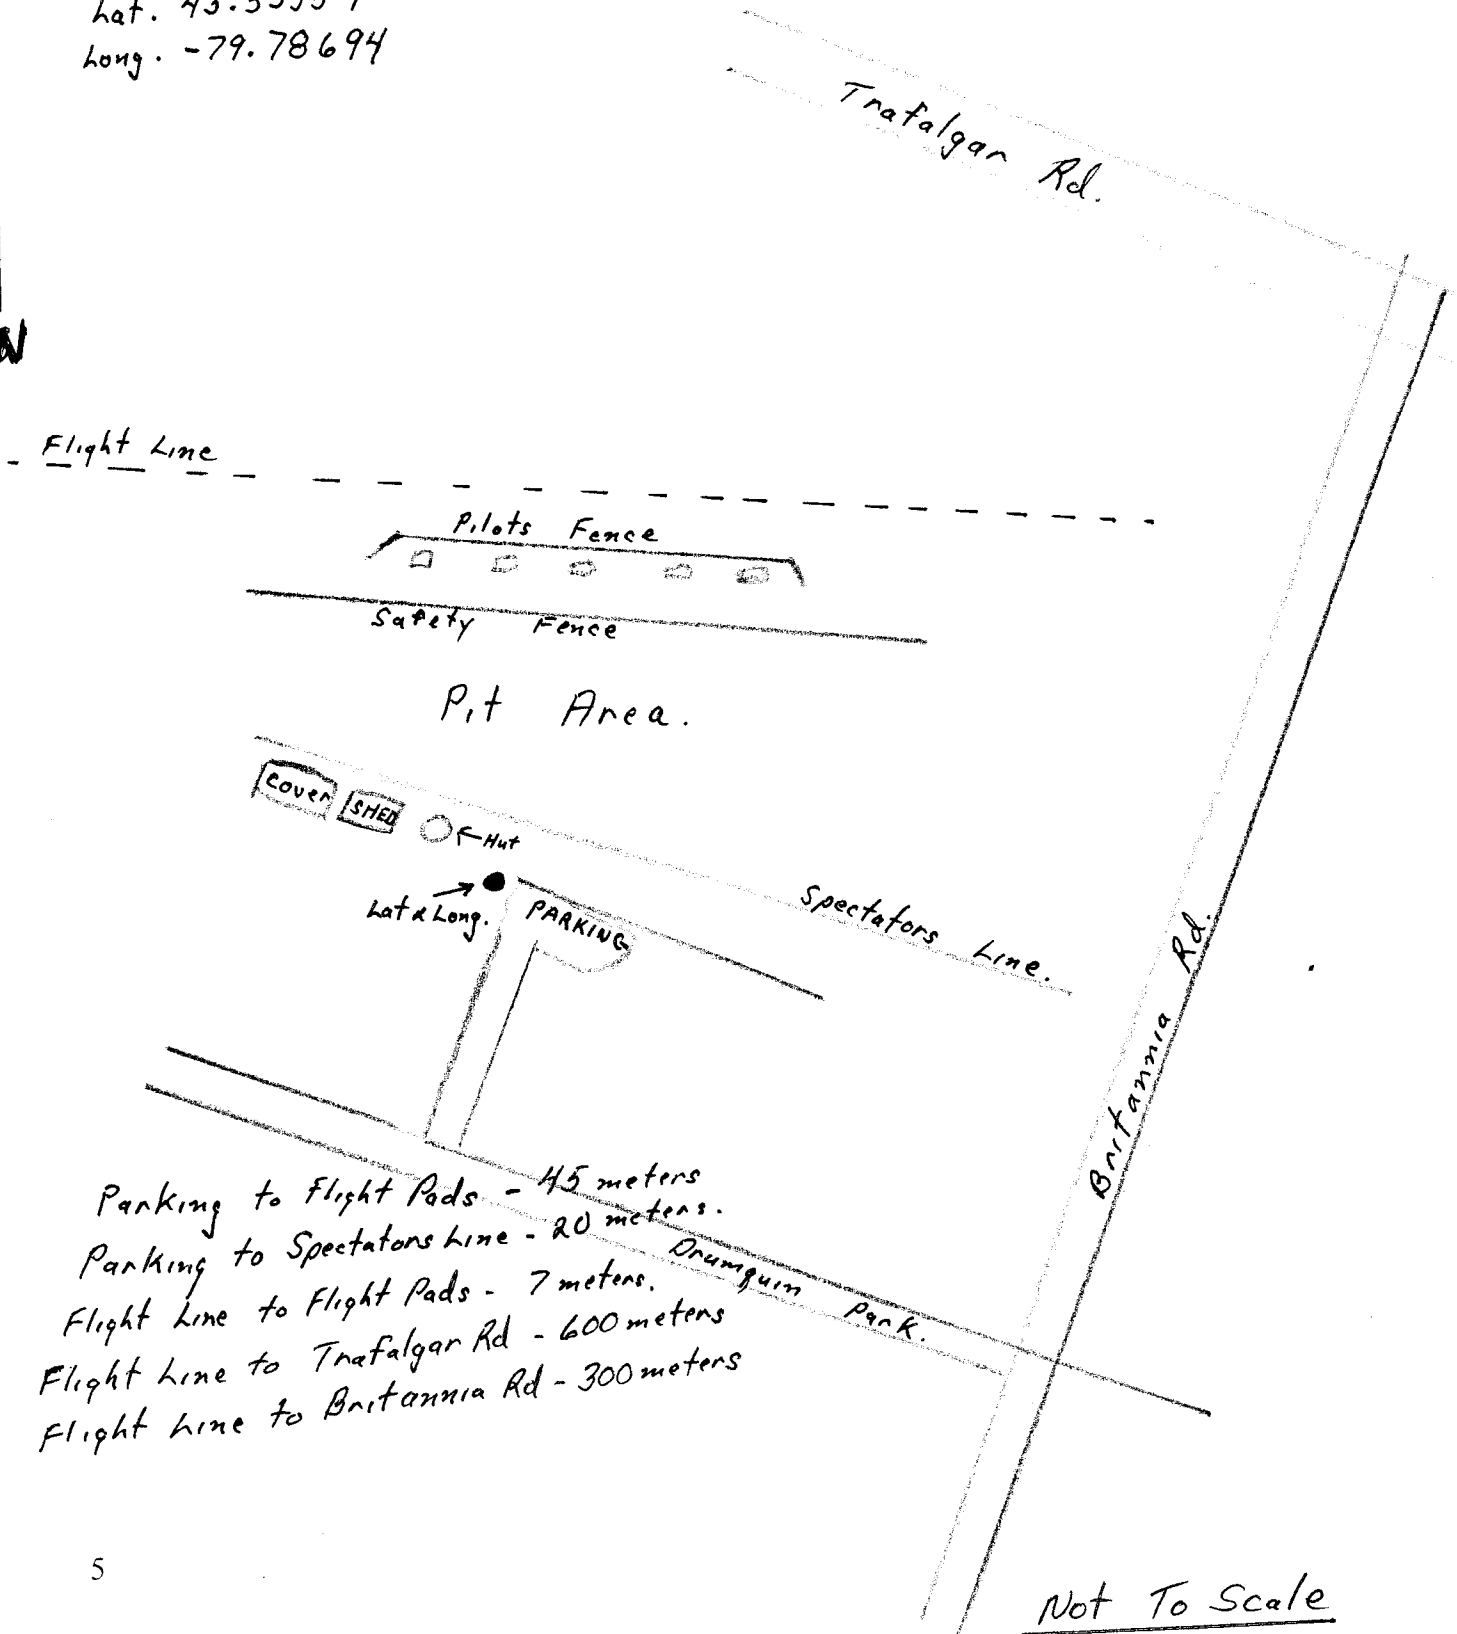 Lat.
Long. -79.78694
Trafalgar Rd.
N
Flight Line
Pilots Fence
Safety Fence
Pit Area.
Cover
SHED
←Hut
Lat & Long.
PARKING
Spectators Line.
Britannia Rd.
Parking to Flight Pads - 45 meters
Parking to Spectators Line - 20 meters.
Flight Line to Flight Pads - 7 meters.
Flight Line to Trafalgar Rd - 600 meters
Flight Line to Britannia Rd - 300 meters
Drumquin Park.
5
Not To Scale